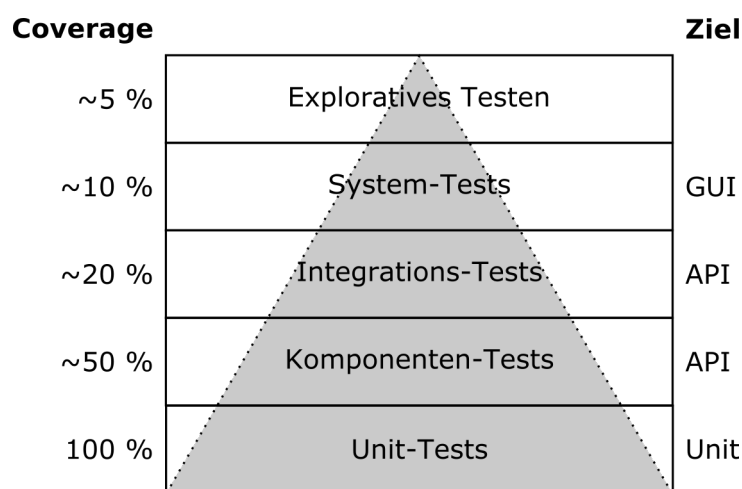 Coverage Ziel
~5 % Exploratives Testen
~10 % System-Tests GUI
~20 % Integrations-Tests API
~50 % Komponenten-Tests API
100 % Unit-Tests Unit